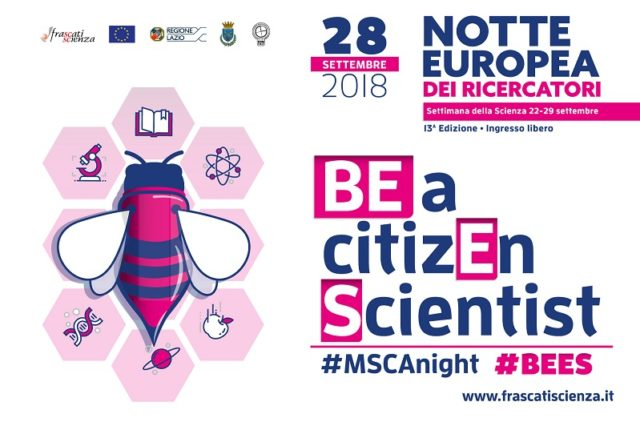 frascati
scienza
REGIONE
LAZIO
28
SETTEMBRE
2018
NOTTE
EUROPEA
DEI RICERCATORI
Settimana della Scienza 22-29 settembre
13ª Edizione • Ingresso libero
BE a
citizEn
Scientist
#MSCAnight #BEES
www.frascatiscienza.it